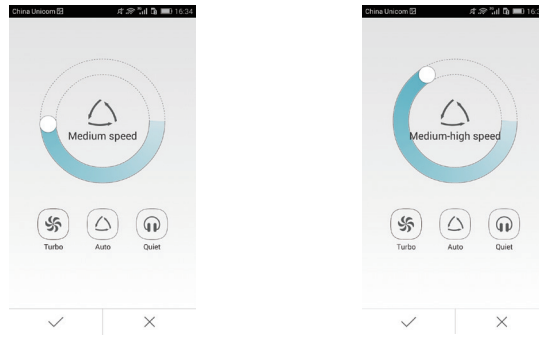 China Unicom 16:34
Medium speed
Turbo Auto Quiet
China Unicom
Medium-high speed
Turbo Auto Quiet